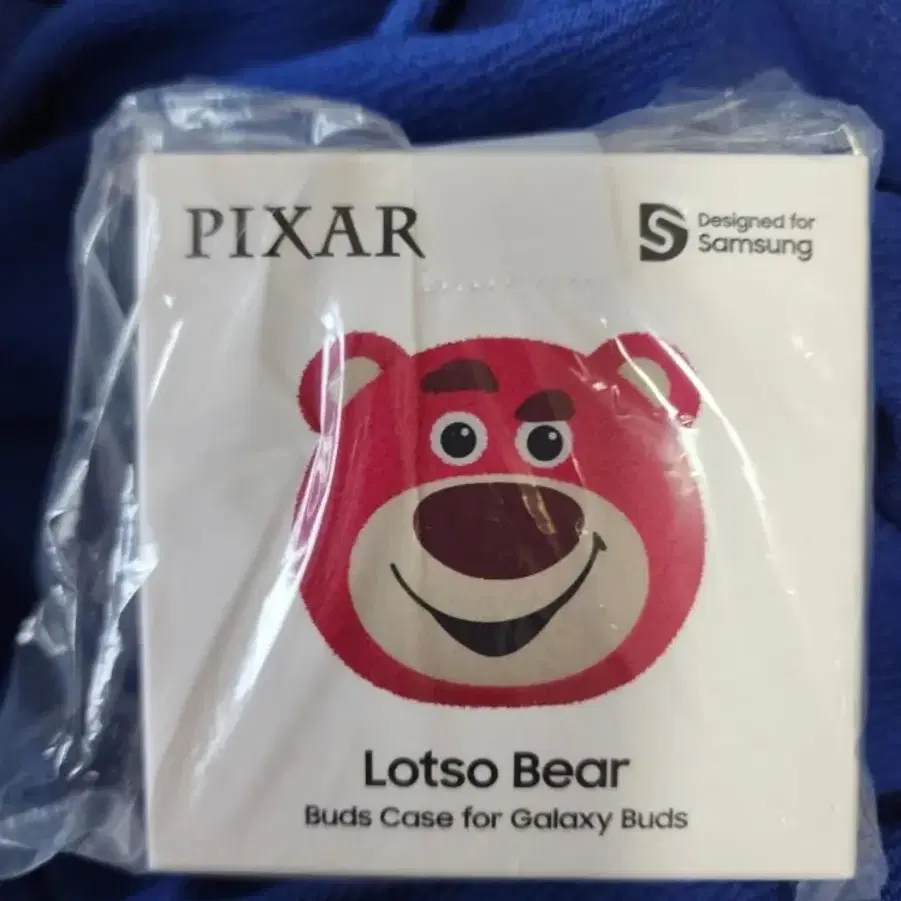 PIXAR
Designed for
Samsung
Lotso Bear
Buds Case for Galaxy Buds